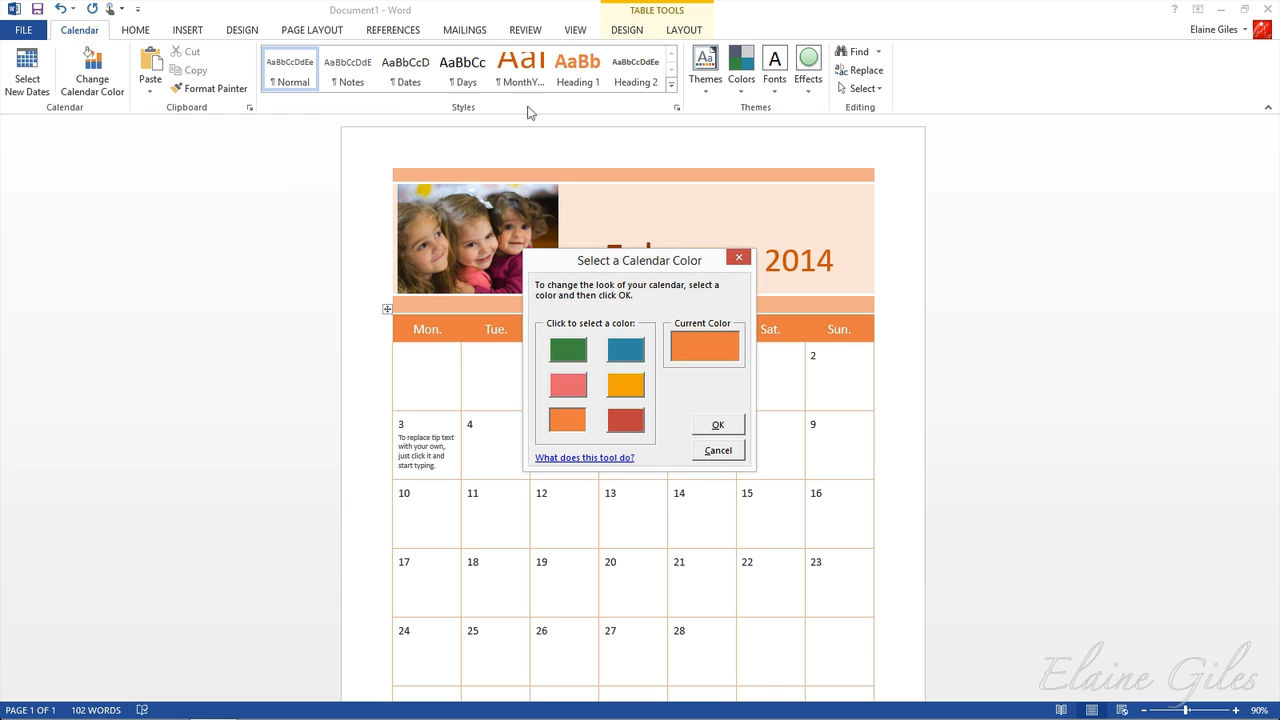 Document1 - Word
TABLE TOOLS
FILE
Calendar
HOME
INSERT
DESIGN
PAGE LAYOUT
REFERENCES
MAILINGS
REVIEW
VIEW
DESIGN
LAYOUT
Elaine Giles
Select
New Dates
Change
Calendar Color
Calendar
Paste
Cut
Copy
Format Painter
Clipboard
AaBbCcDdEe
¶ Normal
AaBbCcDdE
¶ Notes
AaBbCcD
¶ Dates
AaBbCc
¶ Days
AaI
¶ MonthY...
AaBb
Heading 1
AaBbCcDdEe
Heading 2
Styles
Themes
Colors
Fonts
Effects
Themes
Find
Replace
Select
Editing
2014
Select a Calendar Color
To change the look of your calendar, select a
color and then click OK.
Click to select a color:
Current Color
OK
Cancel
What does this tool do?
Mon.
Tue.
Sat.
Sun.
2
3
To replace tip text
with your own,
just click it and
start typing.
4
9
10 11 12 13 14 15 16
17 18 19 20 21 22 23
24 25 26 27 28
Elaine Giles
PAGE 1 OF 1
102 WORDS
90%